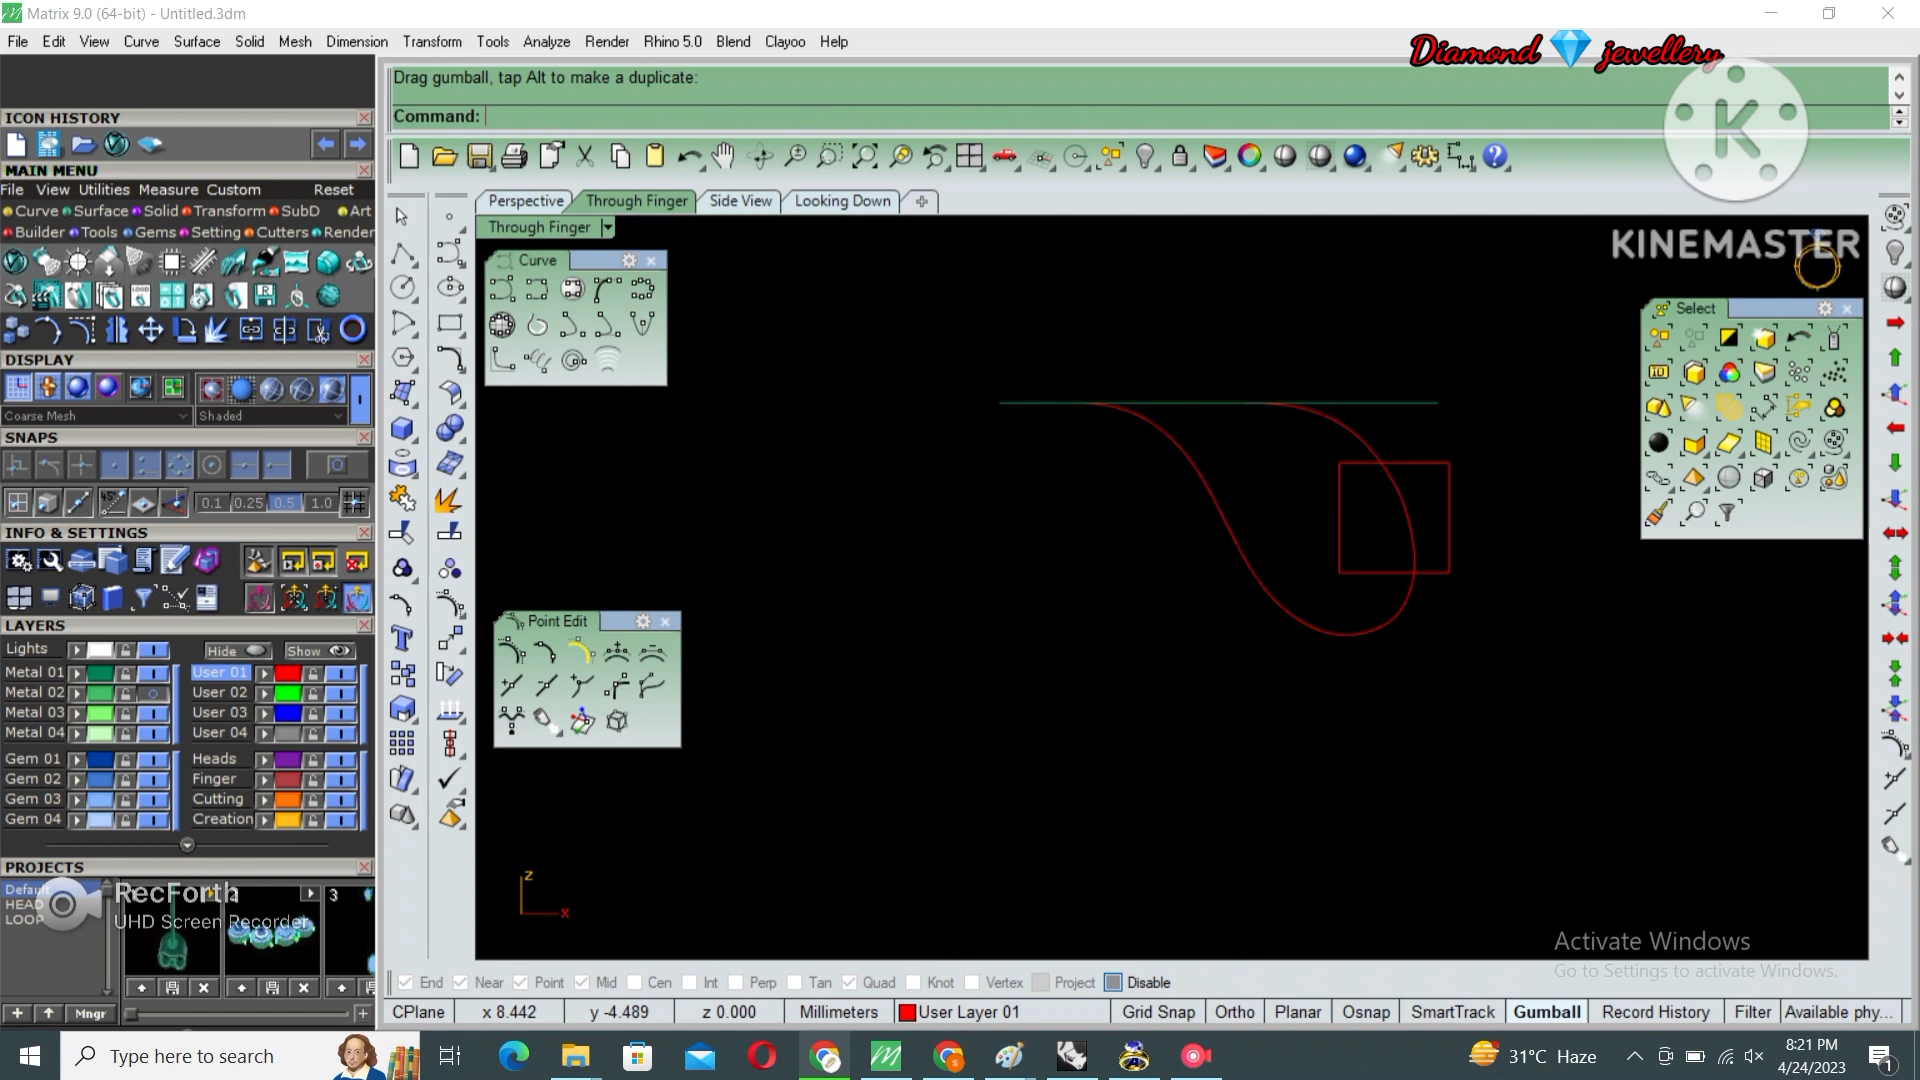 Matrix 9.0 (64-bit) - Untitled.3dm
File Edit View Curve Surface Solid Mesh Dimension Transform Tools Analyze Render Rhino 5.0 Blend Clayoo Help
Diamond 💎 jewellery
Drag gumball, tap Alt to make a duplicate:
Command:
K
KINEMASTER
ICON HISTORY
MAIN MENU
File View Utilities Measure Custom Reset
Curve Surface Solid Transform SubD Art
Builder Tools Gems Setting Cutters Render
DISPLAY
Coarse Mesh Shaded
SNAPS
0.1 0.25 0.5 1.0
INFO & SETTINGS
LAYERS
Lights Hide Show
Metal 01 User 01
Metal 02 User 02
Metal 03 User 03
Metal 04 User 04
Gem 01 Heads
Gem 02 Finger
Gem 03 Cutting
Gem 04 Creation
PROJECTS
Default
HEAD
LOOP
3
RecForth
UHD Screen Recorder
Mngr
Perspective Through Finger Side View Looking Down
Through Finger
Curve
Point Edit
Select
z
x
Activate Windows
Go to Settings to activate Windows.
End Near Point Mid Cen Int Perp Tan Quad Knot Vertex Project Disable
CPlane x 8.442 y -4.489 z 0.000 Millimeters User Layer 01 Grid Snap Ortho Planar Osnap SmartTrack Gumball Record History Filter Available phy...
Type here to search
31°C Haze
8:21 PM
4/24/2023
1